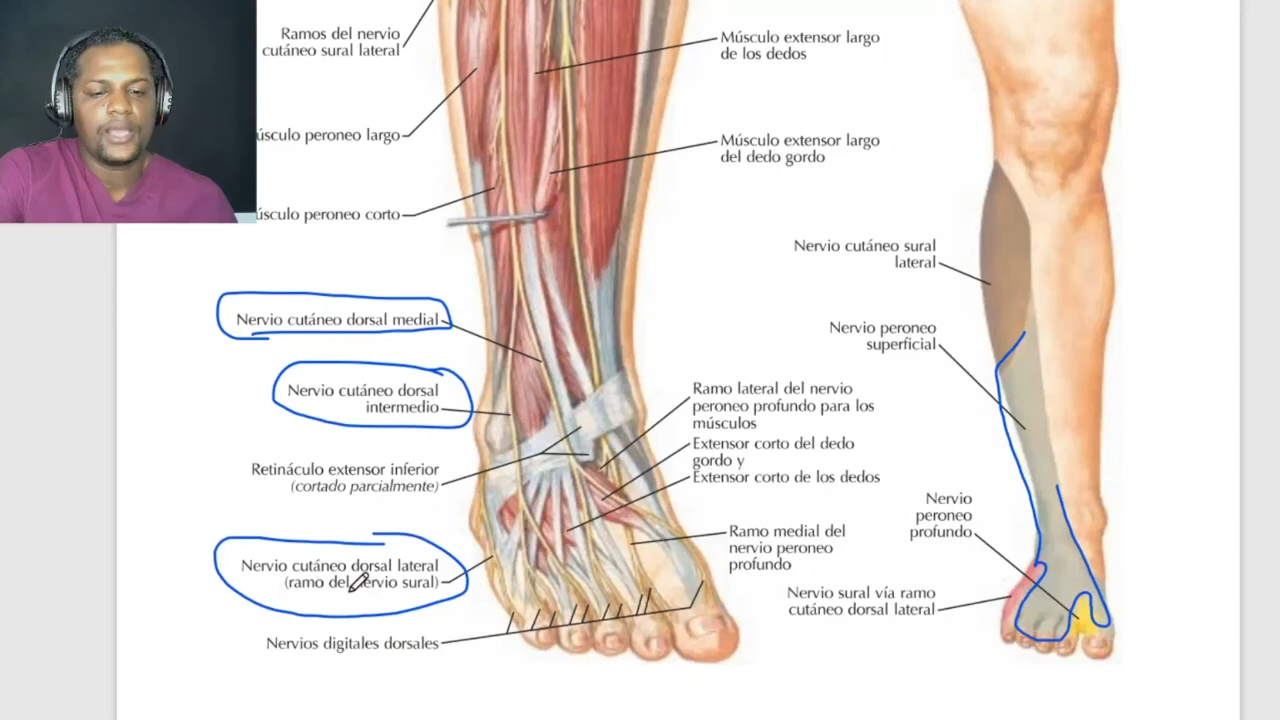 Ramos del nervio
cutáneo sural lateral
úsculo peroneo largo
úsculo peroneo corto
Nervio cutáneo dorsal medial
Nervio cutáneo dorsal
intermedio
Retináculo extensor inferior
(cortado parcialmente)
Nervio cutáneo dorsal lateral
(ramo del nervio sural)
Nervios digitales dorsales
Músculo extensor largo
de los dedos
Músculo extensor largo
del dedo gordo
Ramo lateral del nervio
peroneo profundo para los
músculos
Extensor corto del dedo
gordo y
Extensor corto de los dedos
Ramo medial del
nervio peroneo
profundo
Nervio cutáneo sural
lateral
Nervio peroneo
superficial
Nervio
peroneo
profundo
Nervio sural vía ramo
cutáneo dorsal lateral